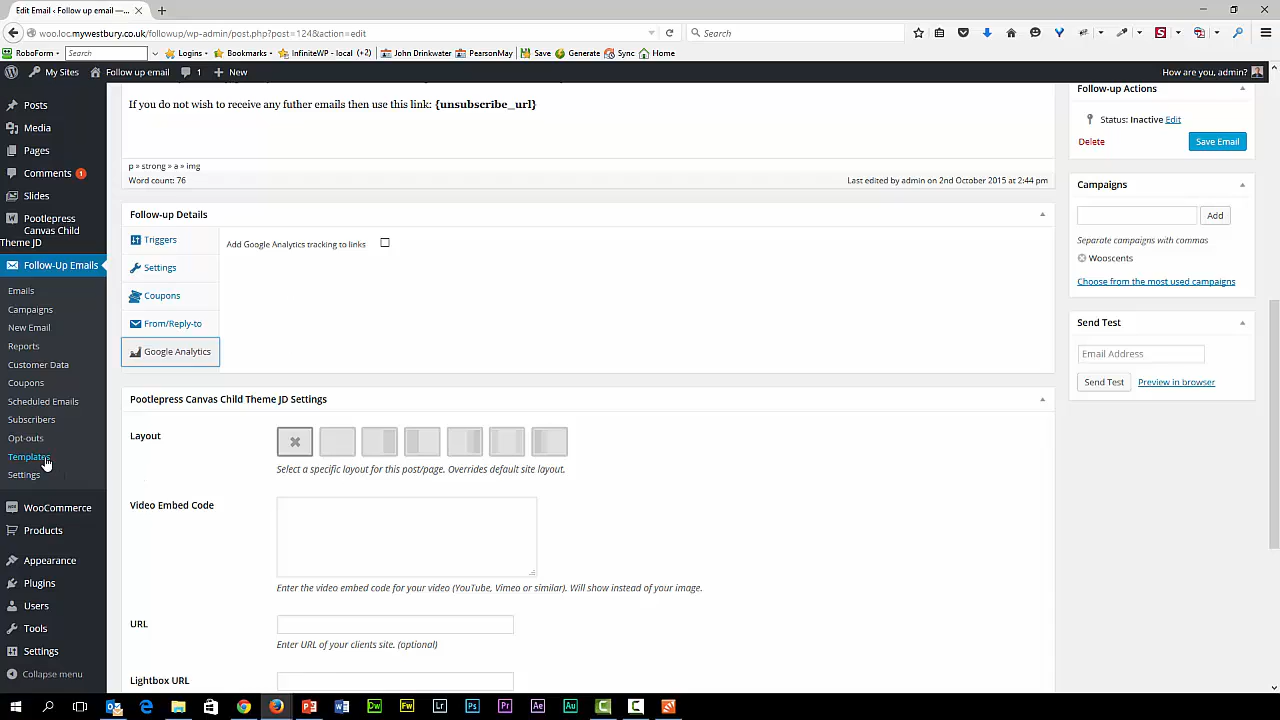 Edit Email ‹ Follow up email —...
woo.loc.mywestbury.co.uk/followup/wp-admin/post.php?post=124&action=edit
Search
RoboForm
Search
Logins
Bookmarks
InfiniteWP - local (+2)
John Drinkwater
PearsonMay
Save
Generate
Sync
Home
My Sites
Follow up email
1
New
How are you, admin?
Posts
Media
Pages
Comments 1
Slides
Pootlepress
Canvas Child
Theme JD
Follow-Up Emails
Emails
Campaigns
New Email
Reports
Customer Data
Coupons
Scheduled Emails
Subscribers
Opt-outs
Templates
Settings
WooCommerce
Products
Appearance
Plugins
Users
Tools
Settings
Collapse menu
If you do not wish to receive any futher emails then use this link: {unsubscribe_url}
p » strong » a » img
Word count: 76
Last edited by admin on 2nd October 2015 at 2:44 pm
Follow-up Details
Triggers
Settings
Coupons
From/Reply-to
Google Analytics
Add Google Analytics tracking to links
Pootlepress Canvas Child Theme JD Settings
Layout
Select a specific layout for this post/page. Overrides default site layout.
Video Embed Code
Enter the video embed code for your video (YouTube, Vimeo or similar). Will show instead of your image.
URL
Enter URL of your clients site. (optional)
Lightbox URL
Follow-up Actions
Status: Inactive Edit
Delete
Save Email
Campaigns
Add
Separate campaigns with commas
Wooscents
Choose from the most used campaigns
Send Test
Email Address
Send Test
Preview in browser